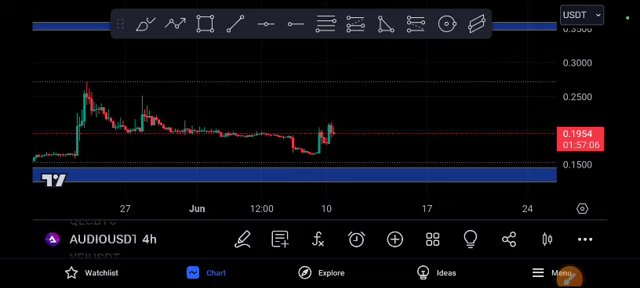 USDT
0.3500
0.3000
0.2500
0.1954
01:57:06
0.1500
27 Jun 12:00 10 17 24
AUDIOUSDT 4h
Watchlist Chart Explore Ideas Menu